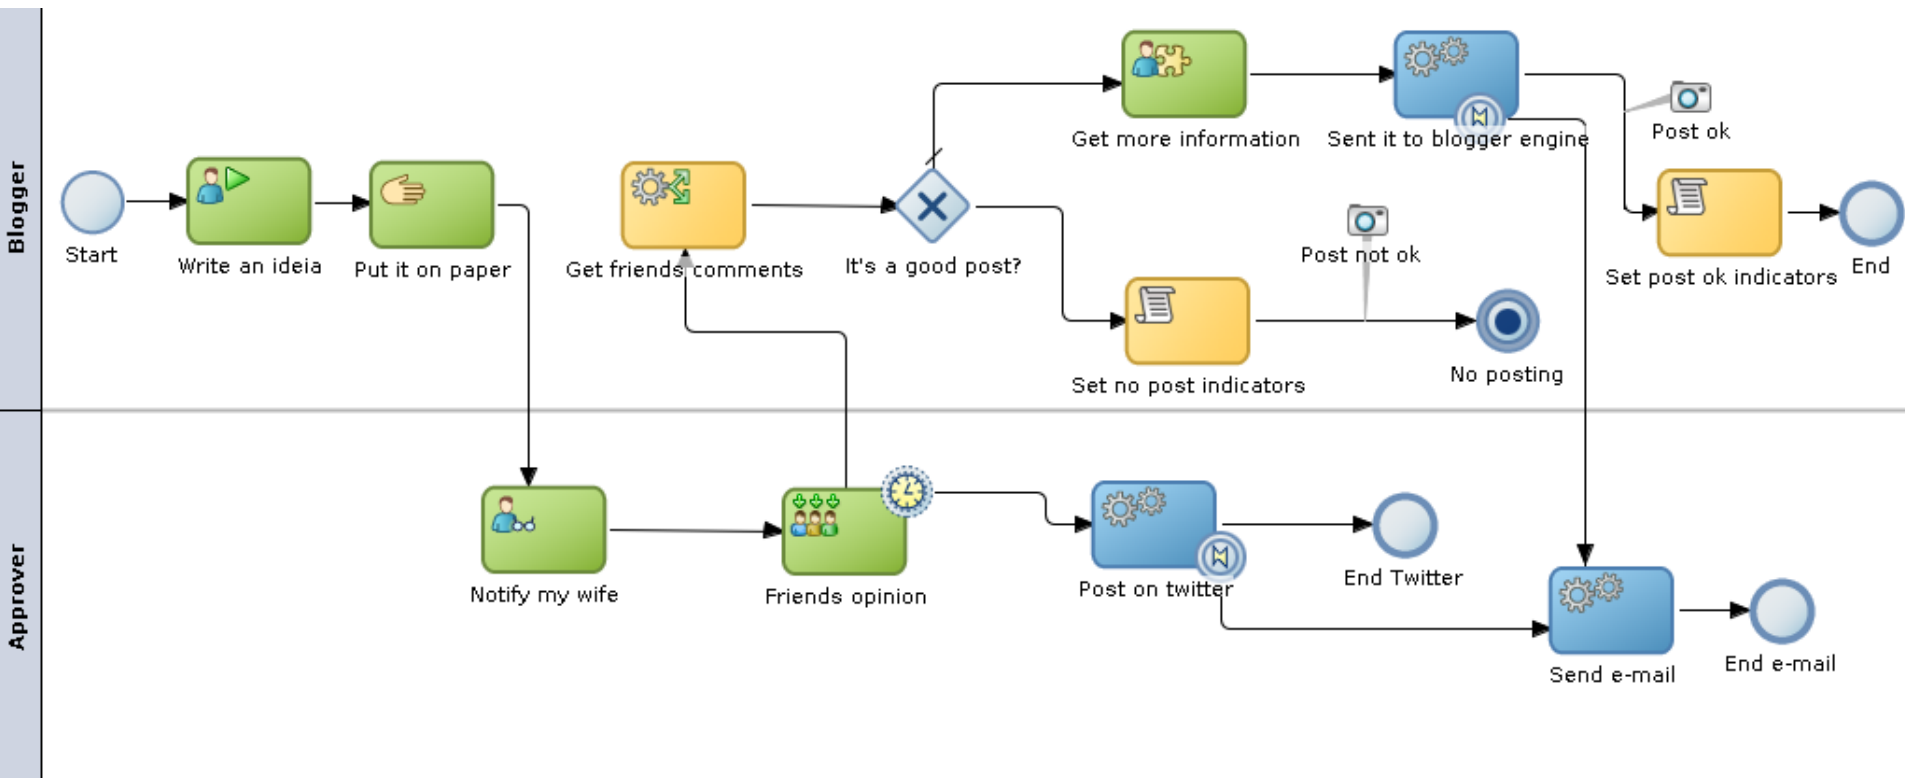 Blogger
Start
Write an ideia
Put it on paper
Get friends comments
It's a good post?
Get more information
Sent it to blogger engine
Post ok
Set post ok indicators
End
Post not ok
Set no post indicators
No posting
Approver
Notify my wife
Friends opinion
Post on twitter
End Twitter
Send e-mail
End e-mail